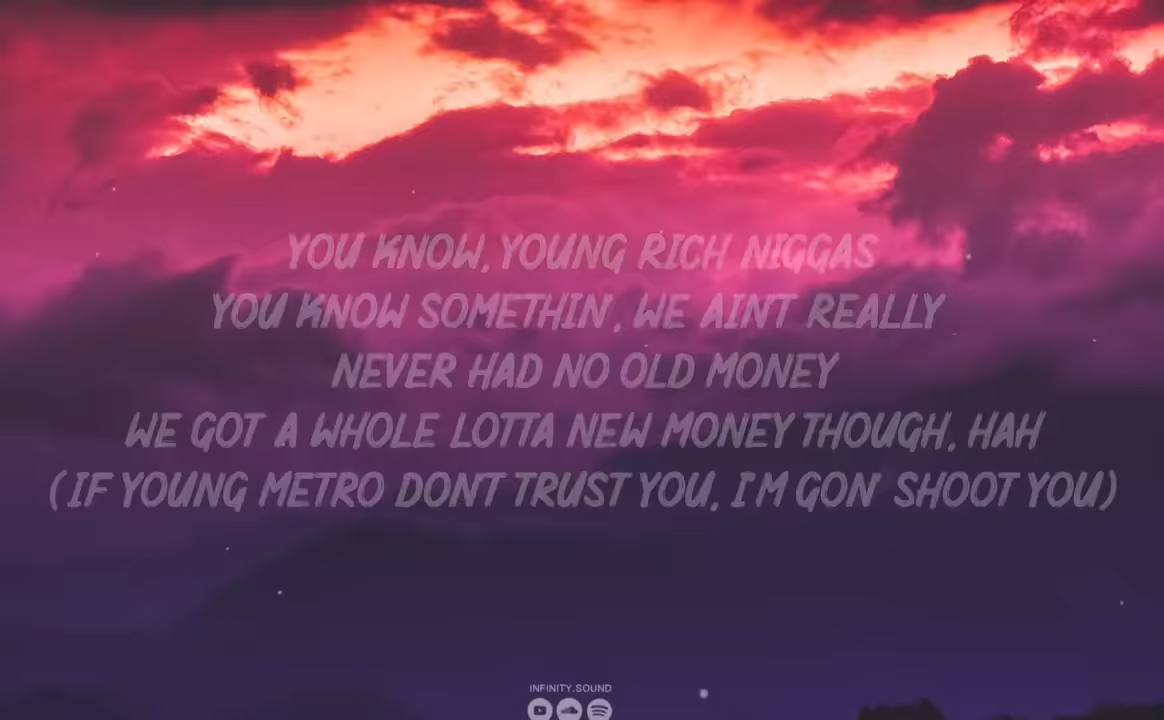 YOU KNOW, YOUNG RICH NIGGAS
YOU KNOW SOMETHIN, WE AINT REALLY
NEVER HAD NO OLD MONEY
WE GOT A WHOLE LOTTA NEW MONEY THOUGH, HAH
(IF YOUNG METRO DONT TRUST YOU, I'M GON SHOOT YOU)
INFINITY.SOUND